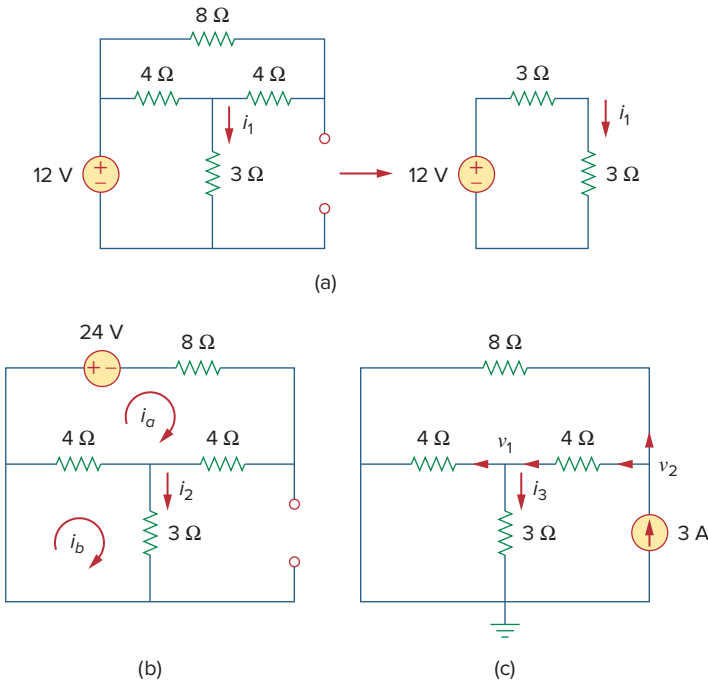 8 Ω
4 Ω 4 Ω 3 Ω
i1 i1
12 V + − 3 Ω 12 V + − 3 Ω
(a)
24 V 8 Ω
+ − 8 Ω
ia
4 Ω 4 Ω 4 Ω v1 4 Ω
i2 i3 v2
ib 3 Ω 3 Ω 3 A
(b) (c)